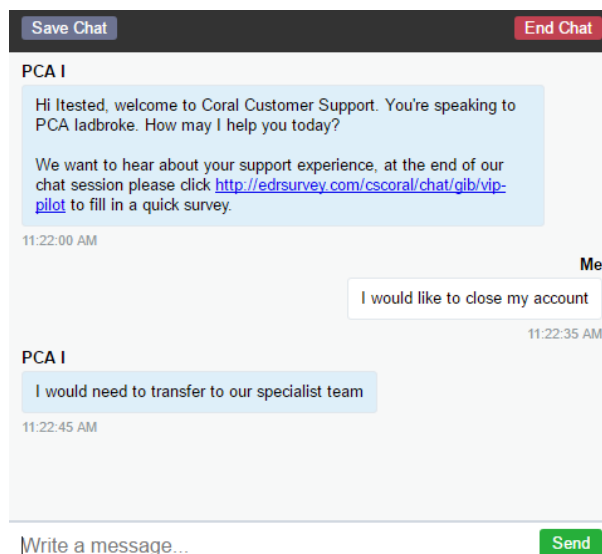 Save Chat
End Chat
PCA I
Hi Itested, welcome to Coral Customer Support. You're speaking to
PCA ladbroke. How may I help you today?
We want to hear about your support experience, at the end of our
chat session please click http://edrsurvey.com/cscoral/chat/gib/vip-
pilot to fill in a quick survey.
11:22:00 AM
Me
I would like to close my account
11:22:35 AM
PCA I
I would need to transfer to our specialist team
11:22:45 AM
Write a message...
Send